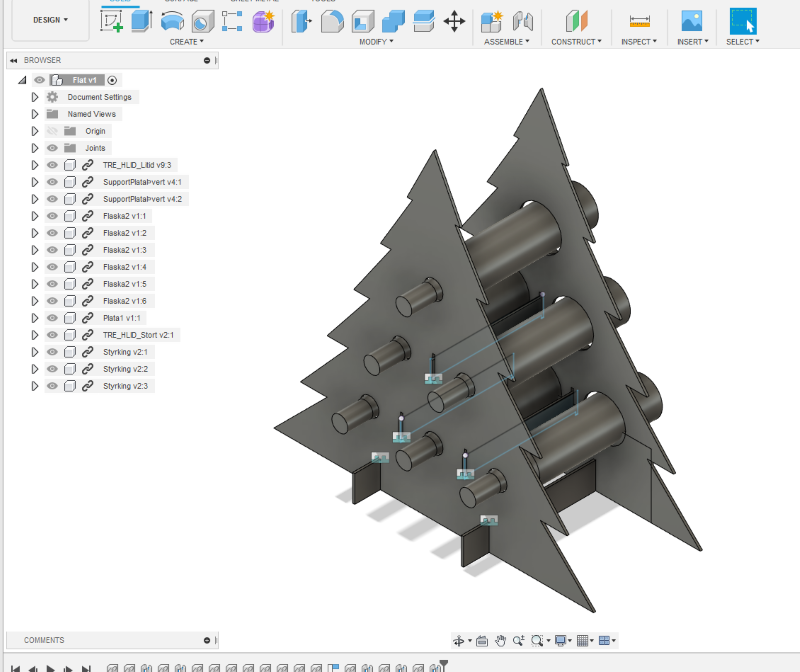 DESIGN ▾
CREATE ▾
MODIFY ▾
ASSEMBLE ▾
CONSTRUCT ▾
INSPECT ▾
INSERT ▾
SELECT ▾
BROWSER
Flat v1
Document Settings
Named Views
Origin
Joints
TRE_HLID_Litid v9:3
SupportPlataÞvert v4:1
SupportPlataÞvert v4:2
Flaska2 v1:1
Flaska2 v1:2
Flaska2 v1:3
Flaska2 v1:4
Flaska2 v1:5
Flaska2 v1:6
Plata1 v1:1
TRE_HLID_Stort v2:1
Styrking v2:1
Styrking v2:2
Styrking v2:3
COMMENTS